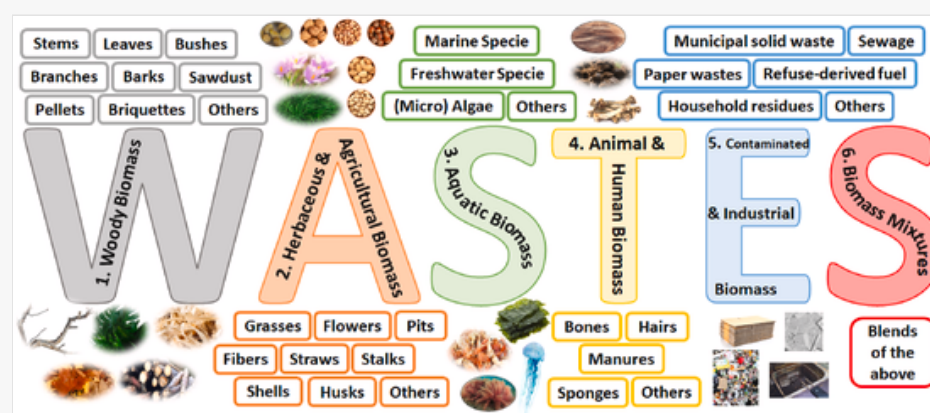 Stems Leaves Bushes
Branches Barks Sawdust
Pellets Briquettes Others
Marine Specie
Freshwater Specie
(Micro) Algae Others
Municipal solid waste Sewage
Paper wastes Refuse-derived fuel
Household residues Others
WASTES
1. Woody Biomass
2. Herbaceous &
Agricultural Biomass
3. Aquatic Biomass
4. Animal &
Human Biomass
5. Contaminated
& Industrial
Biomass
6. Biomass Mixtures
Grasses Flowers Pits
Fibers Straws Stalks
Shells Husks Others
Bones Hairs
Manures
Sponges Others
Blends
of the
above